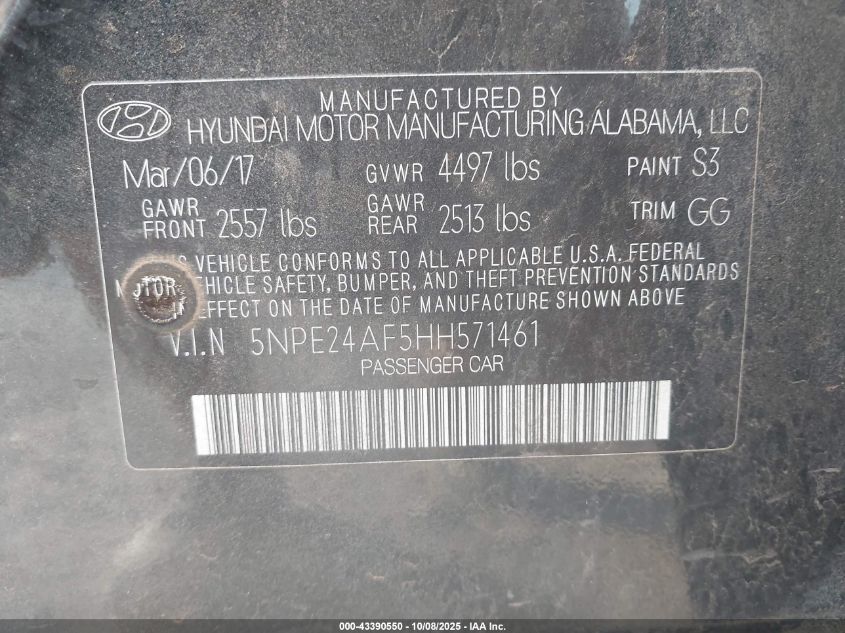 MANUFACTURED BY
HYUNDAI MOTOR MANUFACTURING ALABAMA, LLC
Mar/06/17 GVWR 4497 lbs PAINT S3
GAWR FRONT 2557 lbs GAWR REAR 2513 lbs TRIM GG
VEHICLE CONFORMS TO ALL APPLICABLE U.S.A. FEDERAL
MOTOR VEHICLE SAFETY, BUMPER, AND THEFT PREVENTION STANDARDS
EFFECT ON THE DATE OF MANUFACTURE SHOWN ABOVE
V.I.N 5NPE24AF5HH571461
PASSENGER CAR
000-43390550 - 10/08/2025 - IAA Inc.